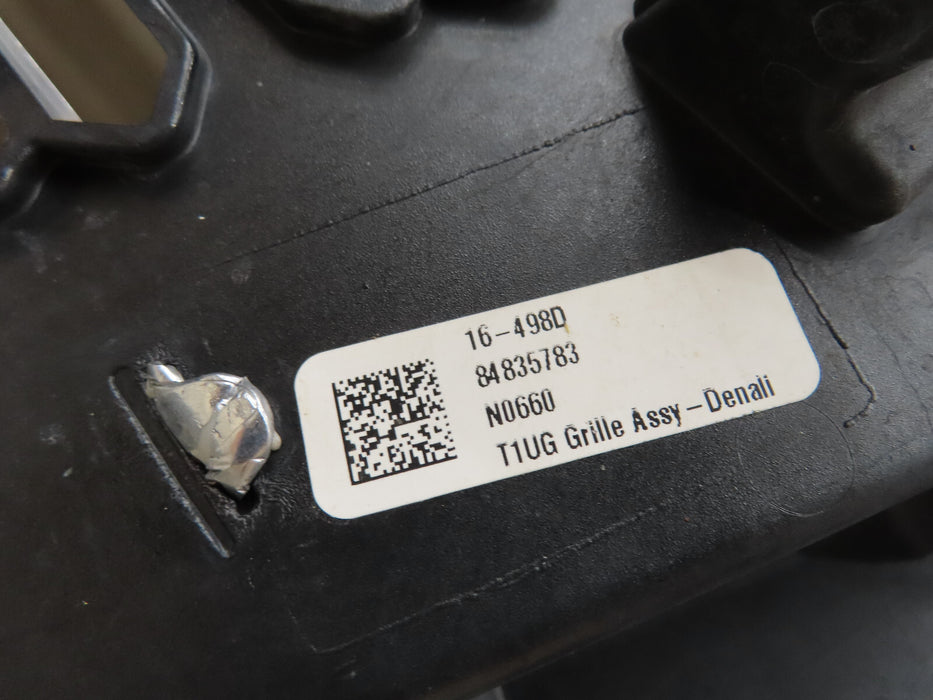 16-498D
84835783
N0660
T1UG Grille Assy-Denali